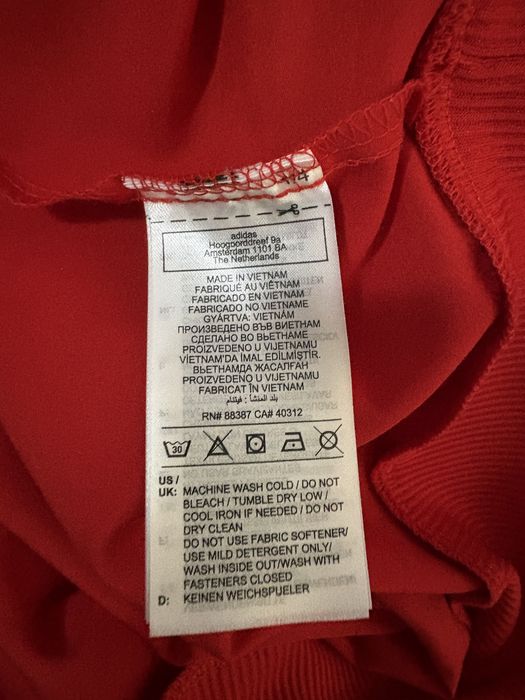 adidas
Hoogoorddreef 9a
Amsterdam 1101 BA
The Netherlands
MADE IN VIETNAM
FABRIQUÉ AU VIÊTNAM
FABRICADO EN VIETNAM
FABRICADO NO VIETNAME
GYÁRTVA: VIETNÁM
ПРОИЗВЕДЕНО ВЪВ ВИЕТНАМ
СДЕЛАНО ВО ВЬЕТНАМЕ
PROIZVEDENO U VIJETNAMU
VİETNAM'DA İMAL EDİLMİŞTİR.
ВЬЕТНАМДА ЖАСАЛҒАН
PROIZVEDENO U VIJETNAMU
FABRICAT ÎN VIETNAM
بلد المنشأ : فيتنام
RN# 88387 CA# 40312
30
US /
UK: MACHINE WASH COLD / DO NOT
BLEACH / TUMBLE DRY LOW /
COOL IRON IF NEEDED / DO NOT
DRY CLEAN
DO NOT USE FABRIC SOFTENER/
USE MILD DETERGENT ONLY/
WASH INSIDE OUT/WASH WITH
FASTENERS CLOSED
D: KEINEN WEICHSPUELER